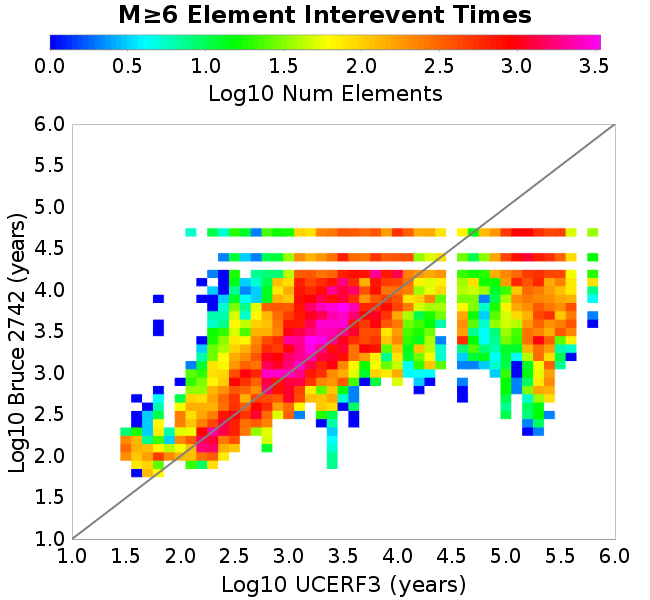 M≥6 Element Interevent Times
0.0 0.5 1.0 1.5 2.0 2.5 3.0 3.5
Log10 Num Elements
6.0
5.5
5.0
4.5
4.0
3.5
3.0
2.5
2.0
1.5
1.0
Log10 Bruce 2742 (years)
1.0 1.5 2.0 2.5 3.0 3.5 4.0 4.5 5.0 5.5 6.0
Log10 UCERF3 (years)